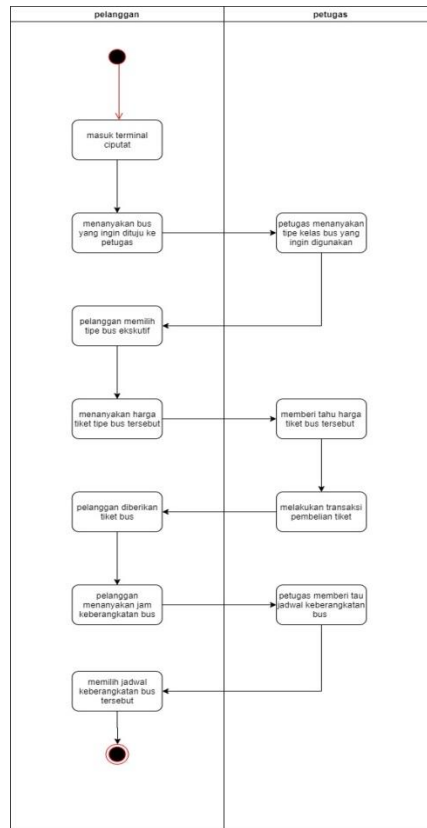 pelanggan
petugas
masuk terminal
ciputat
menanyakan bus
yang ingin dituju ke
petugas
petugas menanyakan
tipe kelas bus yang
ingin digunakan
pelanggan memilih
tipe bus ekskutif
menanyakan harga
tiket tipe bus tersebut
memberi tahu harga
tiket bus tersebut
melakukan transaksi
pembelian tiket
pelanggan diberikan
tiket bus
pelanggan
menanyakan jam
keberangkatan bus
petugas memberi tau
jadwal keberangkatan
bus
memilih jadwal
keberangkatan bus
tersebut